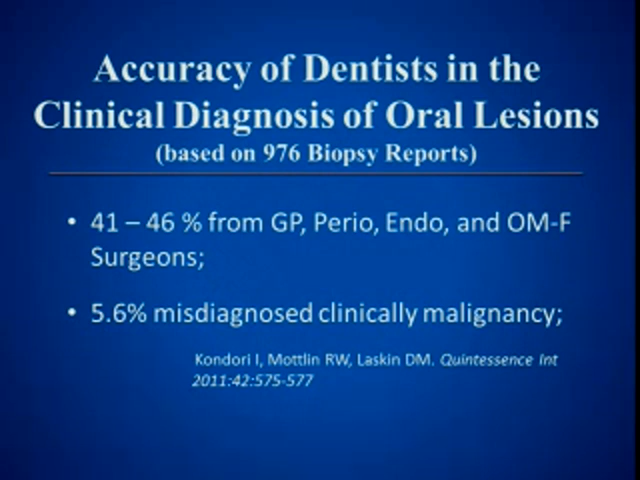 Accuracy of Dentists in the
Clinical Diagnosis of Oral Lesions
(based on 976 Biopsy Reports)
• 41 – 46 % from GP, Perio, Endo, and OM-F
Surgeons;
• 5.6% misdiagnosed clinically malignancy;
Kondori I, Mottlin RW, Laskin DM. Quintessence Int
2011:42:575-577